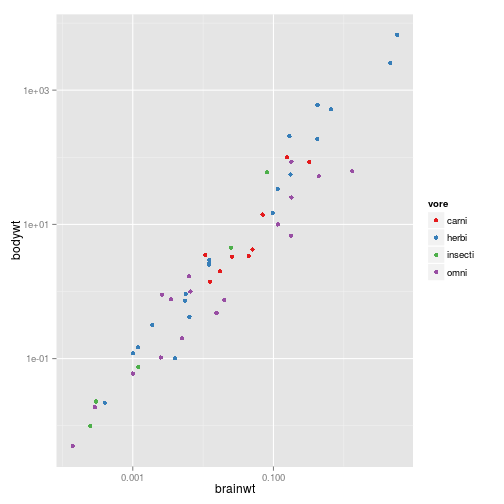 1e+03
1e+01
1e-01
bodywt
0.001
0.100
brainwt
vore
carni
herbi
insecti
omni